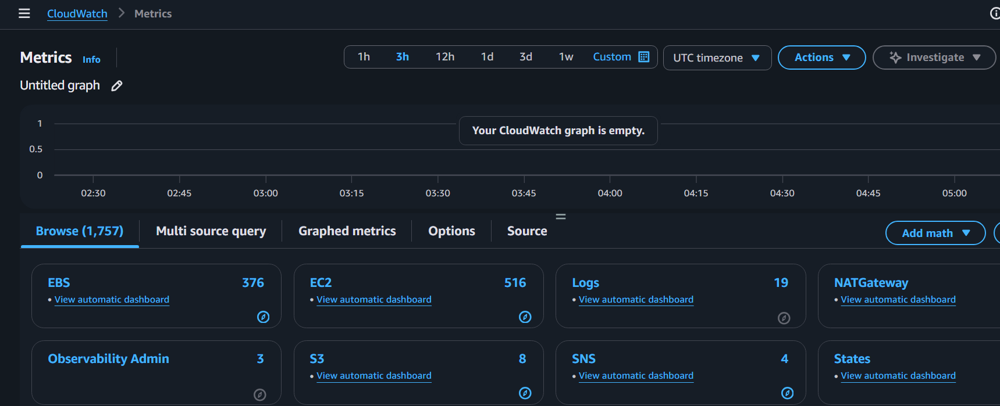 CloudWatch > Metrics
Metrics Info
1h 3h 12h 1d 3d 1w Custom UTC timezone Actions Investigate
Untitled graph
1
Your CloudWatch graph is empty.
0.5
0
02:30 02:45 03:00 03:15 03:30 03:45 04:00 04:15 04:30 04:45 05:00
Browse (1,757) Multi source query Graphed metrics Options Source Add math
EBS 376 EC2 516 Logs 19 NATGateway
• View automatic dashboard • View automatic dashboard • View automatic dashboard • View automatic dashboard
Observability Admin 3 S3 8 SNS 4 States
• View automatic dashboard • View automatic dashboard • View automatic dashboard